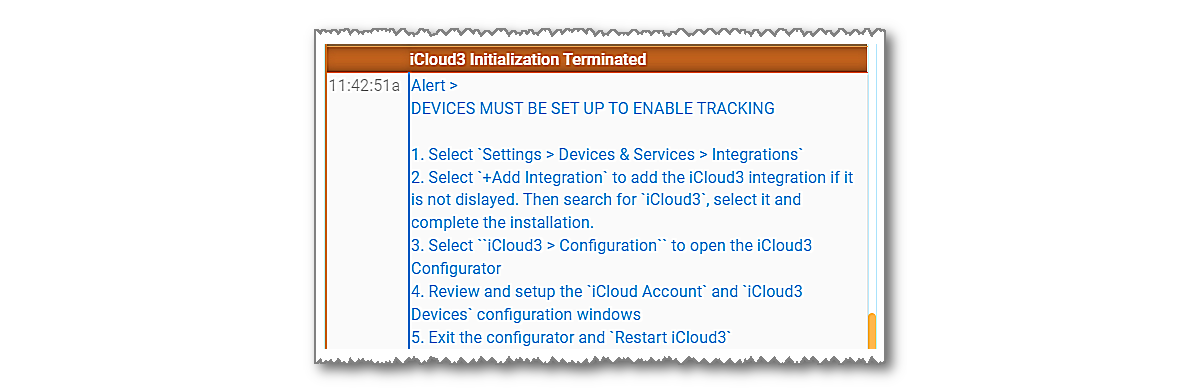 iCloud3 Initialization Terminated
11:42:51a Alert >
DEVICES MUST BE SET UP TO ENABLE TRACKING
1. Select `Settings > Devices & Services > Integrations`
2. Select `+Add Integration` to add the iCloud3 integration if it
is not dislayed. Then search for `iCloud3`, select it and
complete the installation.
3. Select ``iCloud3 > Configuration`` to open the iCloud3
Configurator
4. Review and setup the `iCloud Account` and `iCloud3
Devices` configuration windows
5. Exit the configurator and `Restart iCloud3`